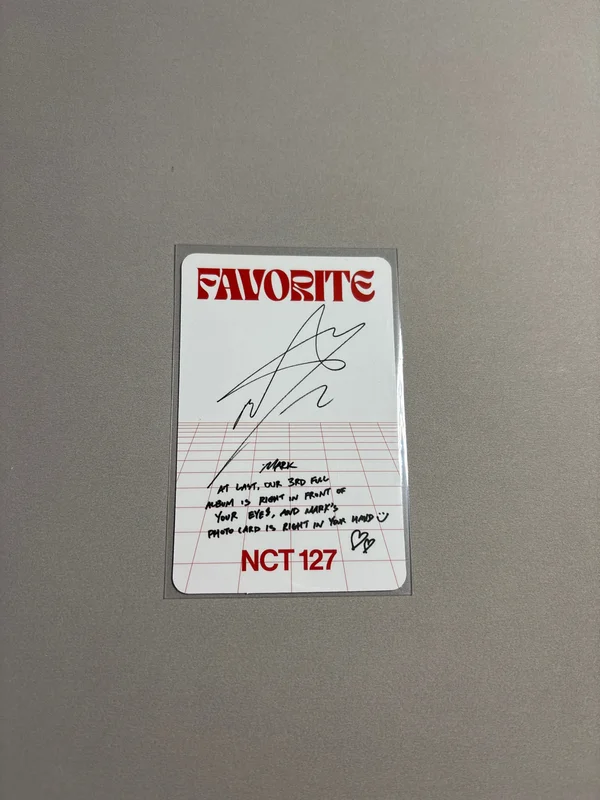 FAVORITE
:MARK
AT LAST, OUR 3RD FULL
ALBUM IS RIGHT IN FRONT OF
YOUR EYES, AND MARK'S
PHOTO CARD IS RIGHT IN YOUR HAND
NCT 127